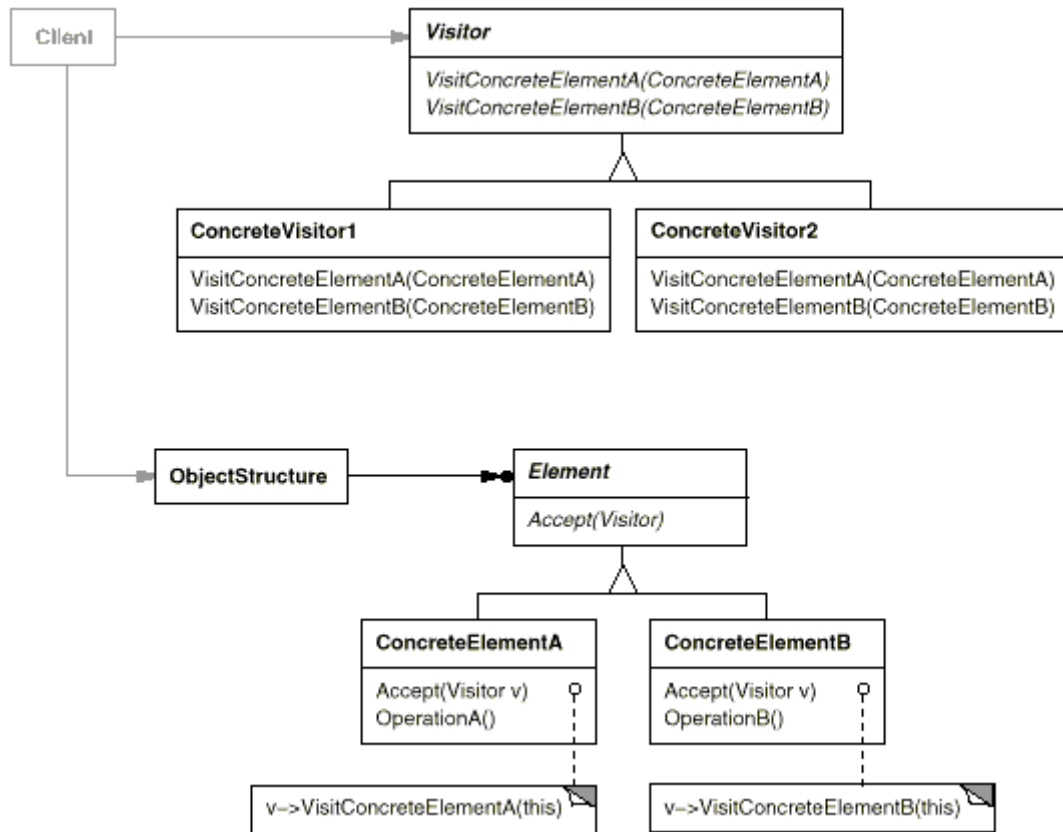 Client
Visitor
VisitConcreteElementA(ConcreteElementA)
VisitConcreteElementB(ConcreteElementB)
ConcreteVisitor1
VisitConcreteElementA(ConcreteElementA)
VisitConcreteElementB(ConcreteElementB)
ConcreteVisitor2
VisitConcreteElementA(ConcreteElementA)
VisitConcreteElementB(ConcreteElementB)
ObjectStructure
Element
Accept(Visitor)
ConcreteElementA
Accept(Visitor v)
OperationA()
ConcreteElementB
Accept(Visitor v)
OperationB()
v–>VisitConcreteElementA(this)
v–>VisitConcreteElementB(this)